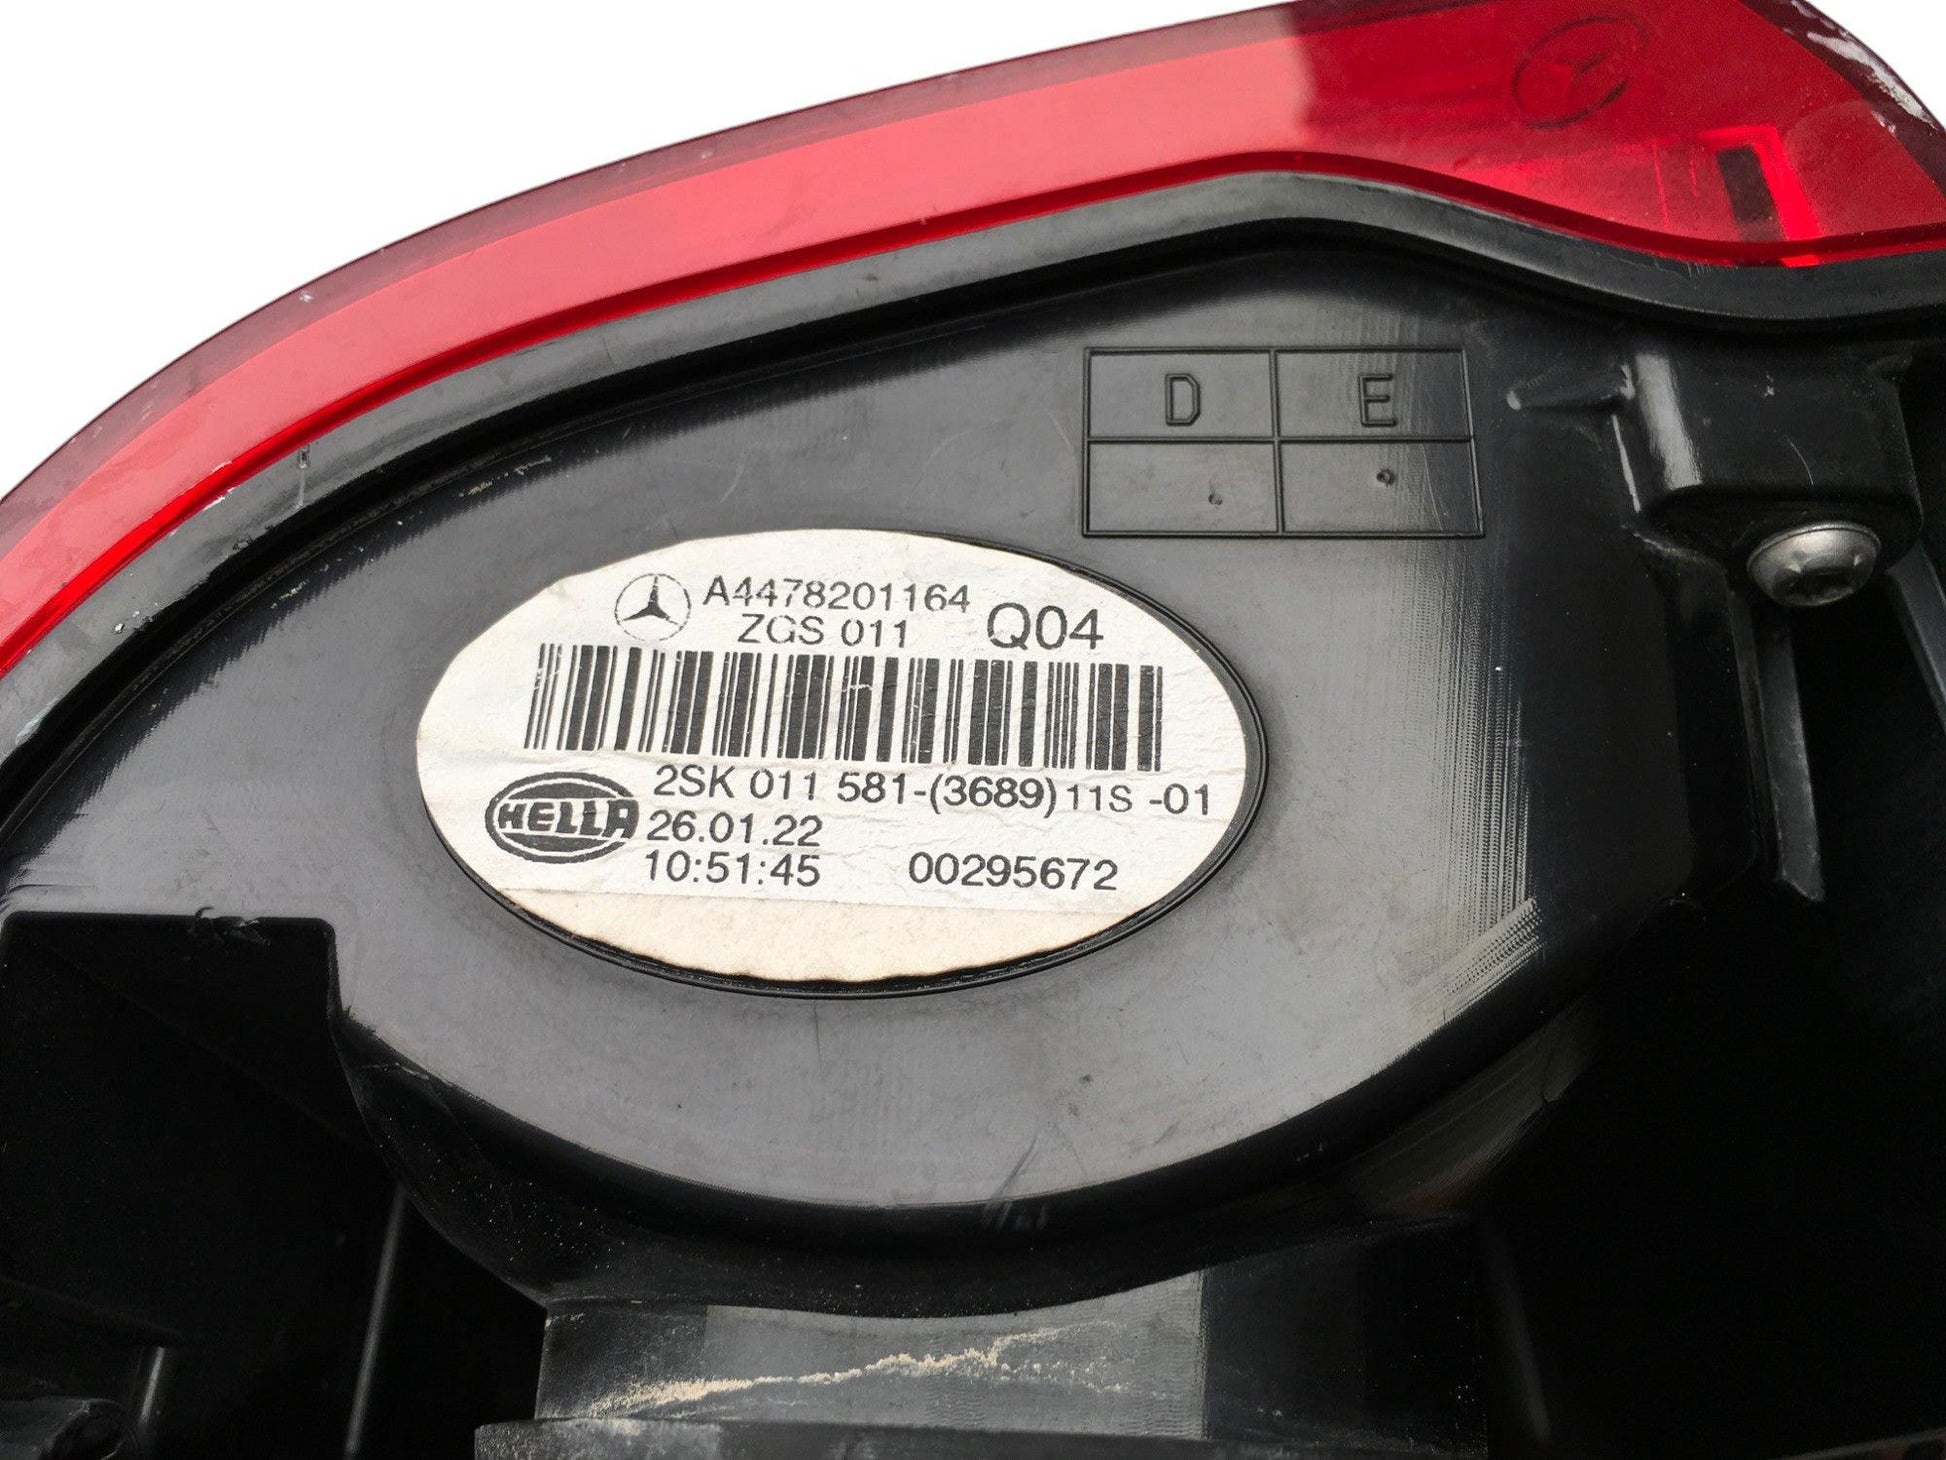 D E
A4478201164
ZGS 011 Q04
2SK 011 581-(3689)11S -01
HELLA
26.01.22
10:51:45 00295672